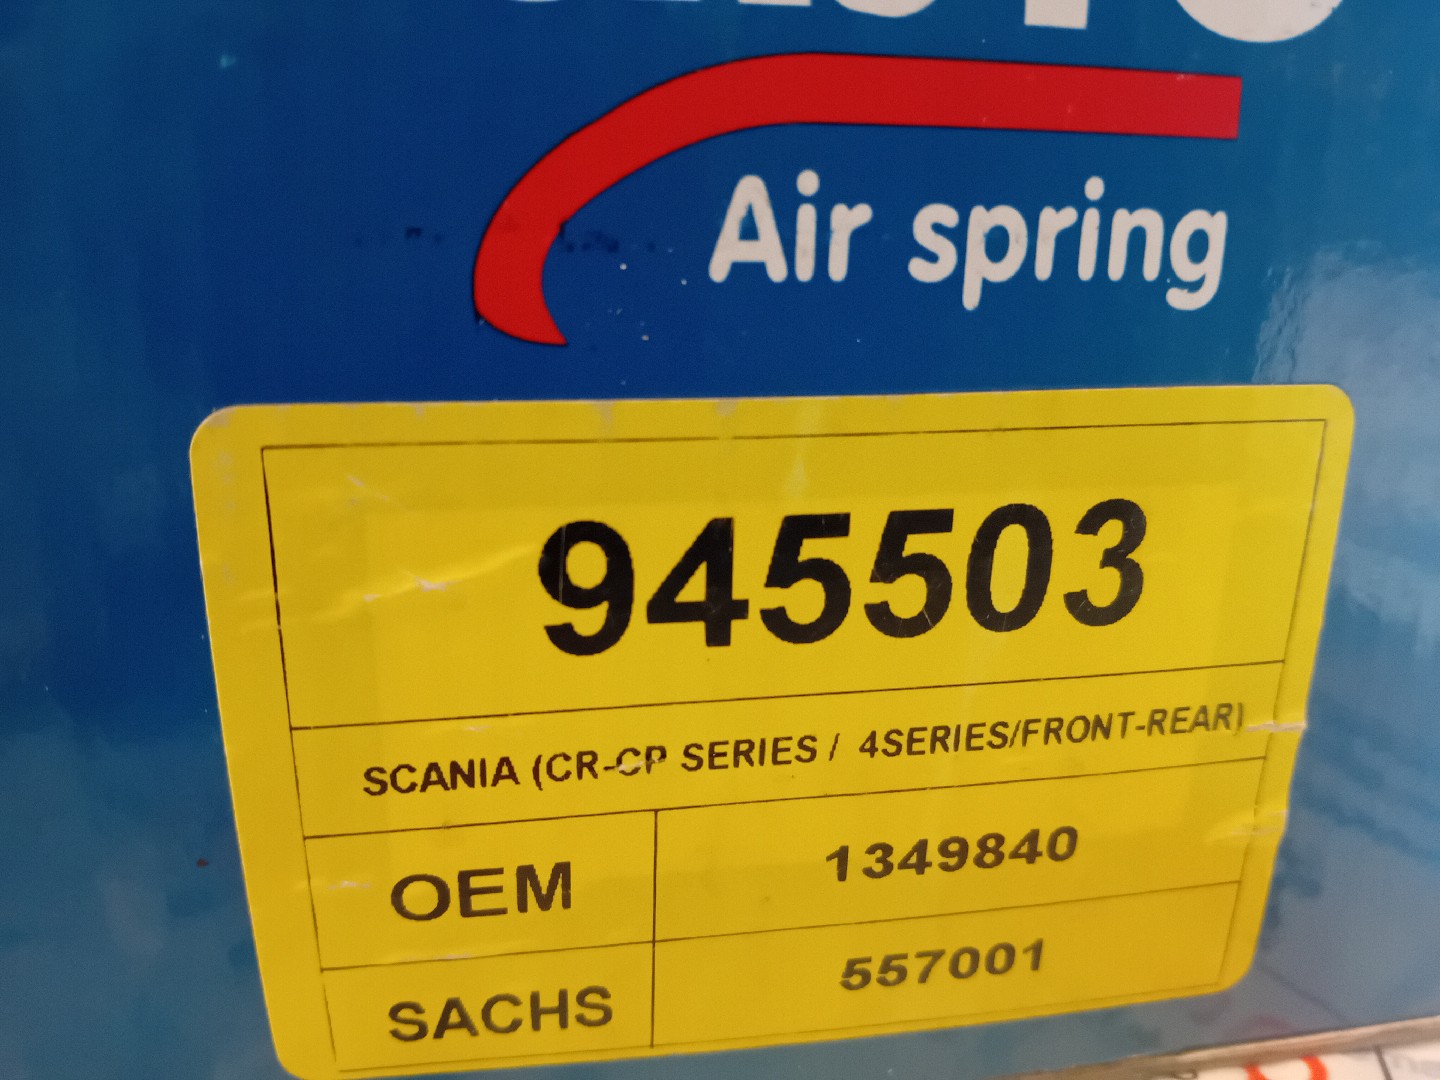 Air spring
945503
SCANIA (CR-CP SERIES / 4SERIES/FRONT-REAR)
OEM 1349840
SACHS 557001